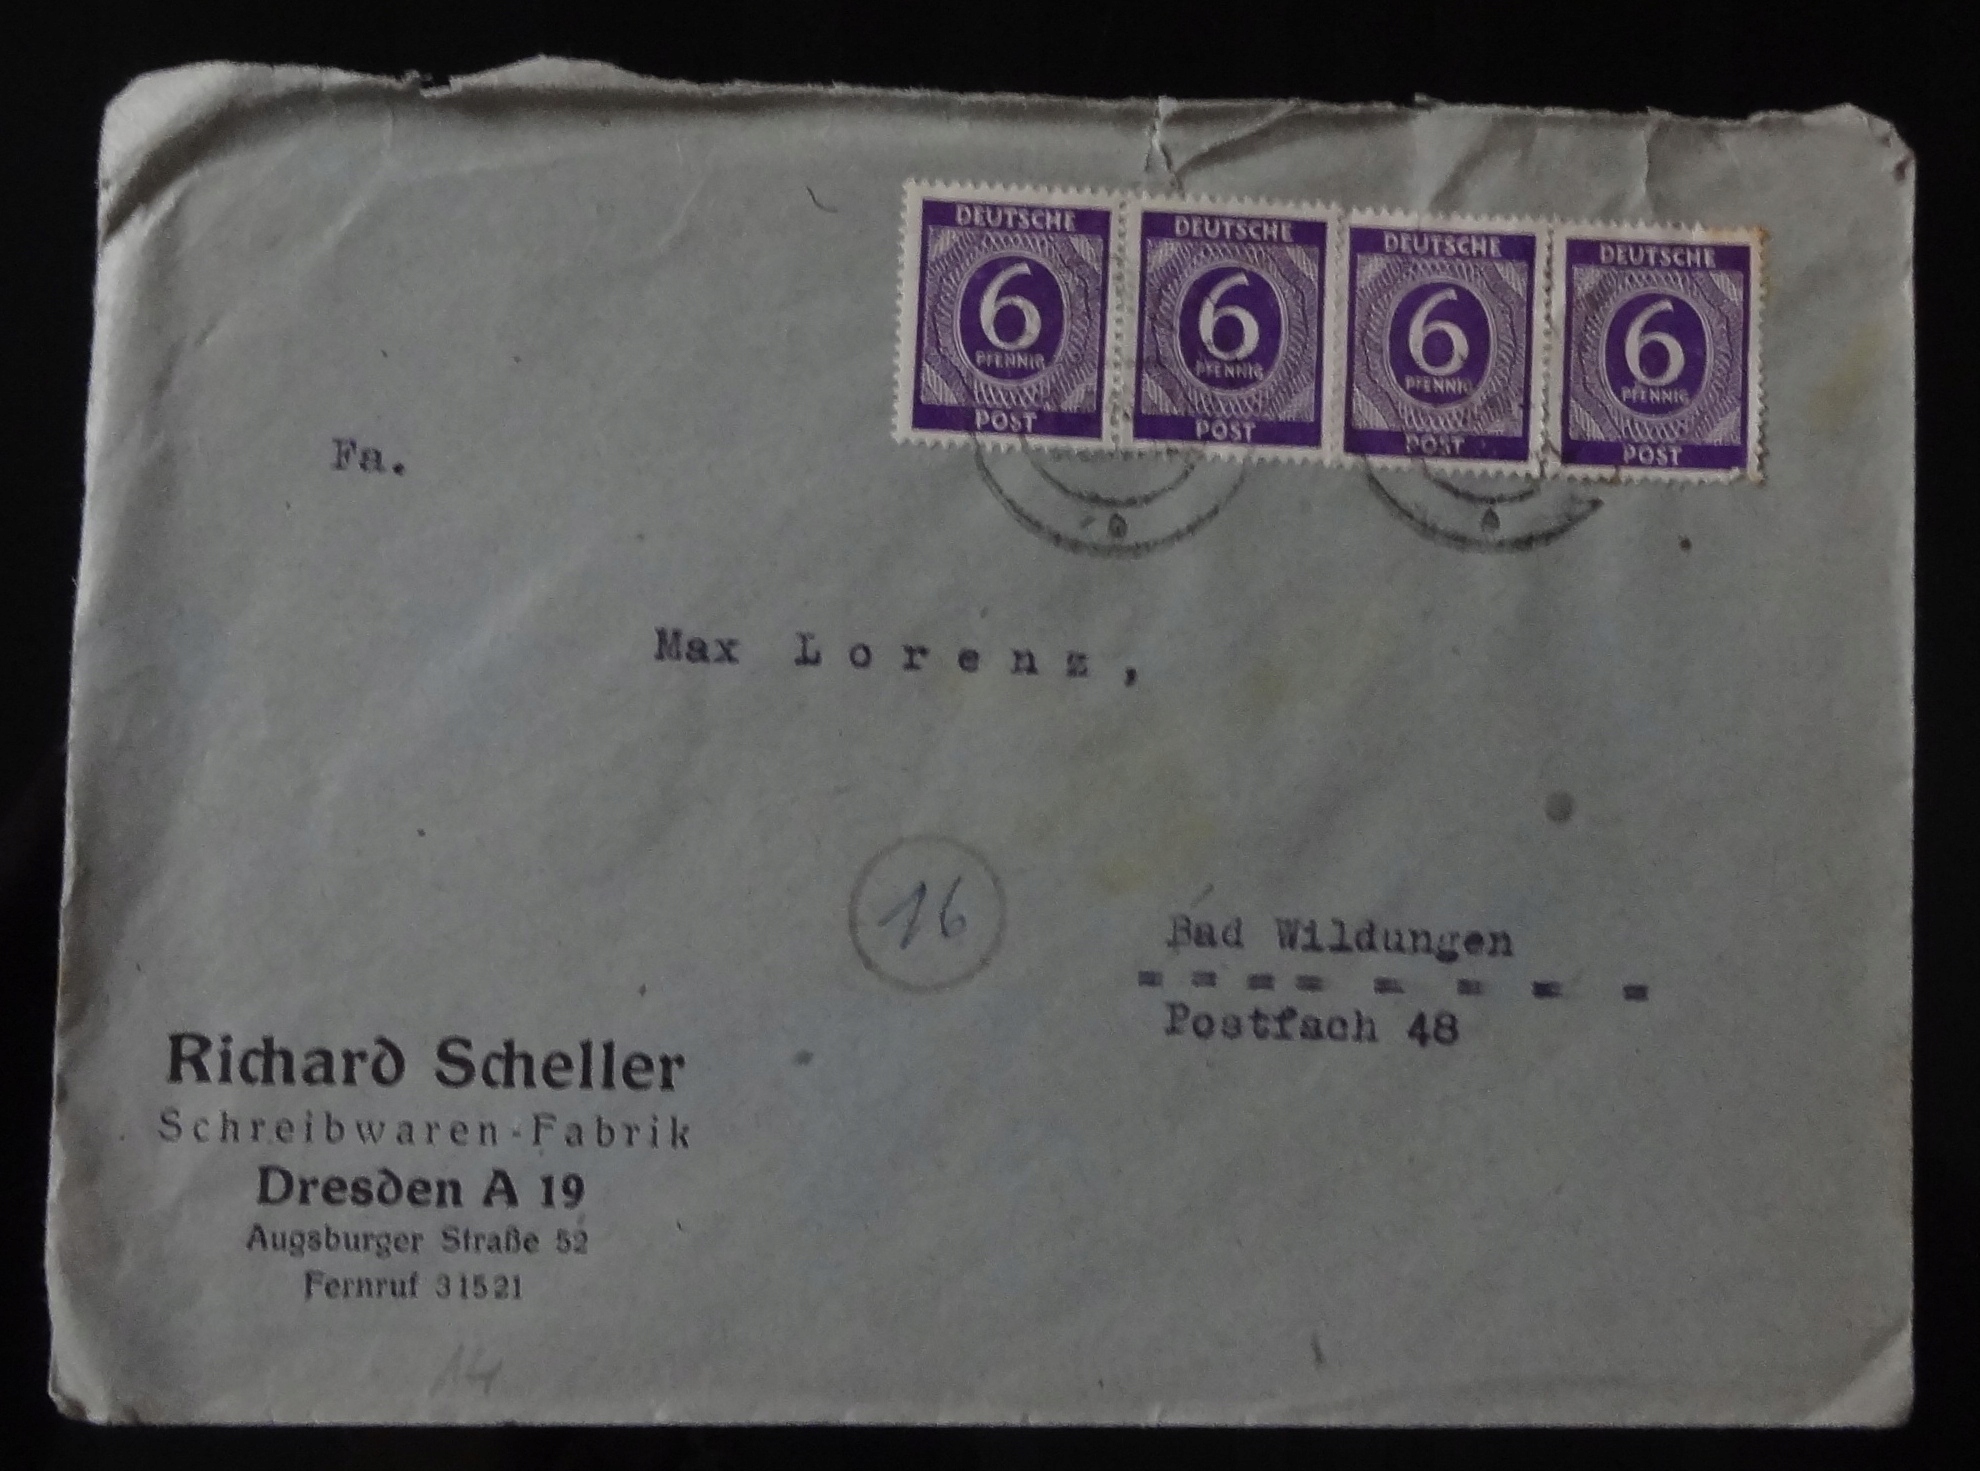 DEUTSCHE DEUTSCHE DEUTSCHE DEUTSCHE
6 6 6 6
PFENNIG PFENNIG PFENNIG PFENNIG
POST POST POST POST
Fa.
Max Lorenz,
16
Bad Wildungen
Postfach 48
Richard Scheller
Schreibwaren-Fabrik
Dresden A 19
Augsburger Straße 52
Fernruf 31521
14